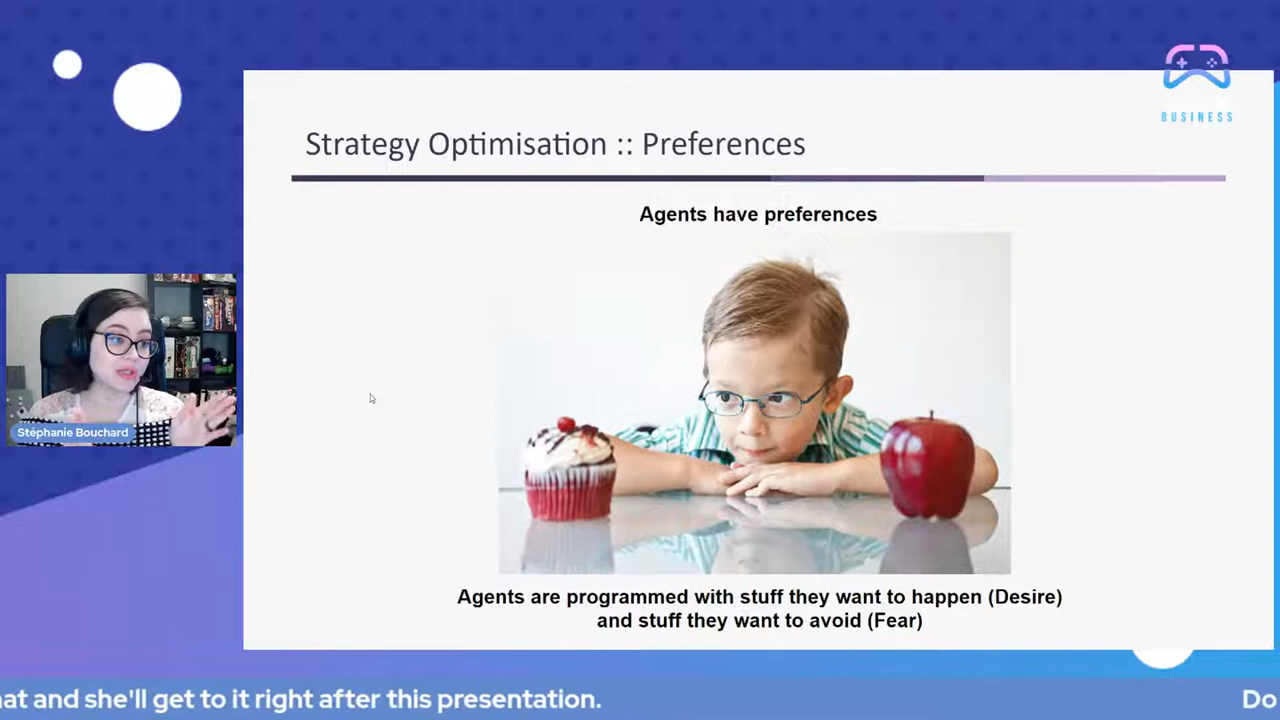 BUSINESS
Strategy Optimisation :: Preferences
Agents have preferences
Stéphanie Bouchard
Agents are programmed with stuff they want to happen (Desire)
and stuff they want to avoid (Fear)
and she'll get to it right after this presentation.
Do